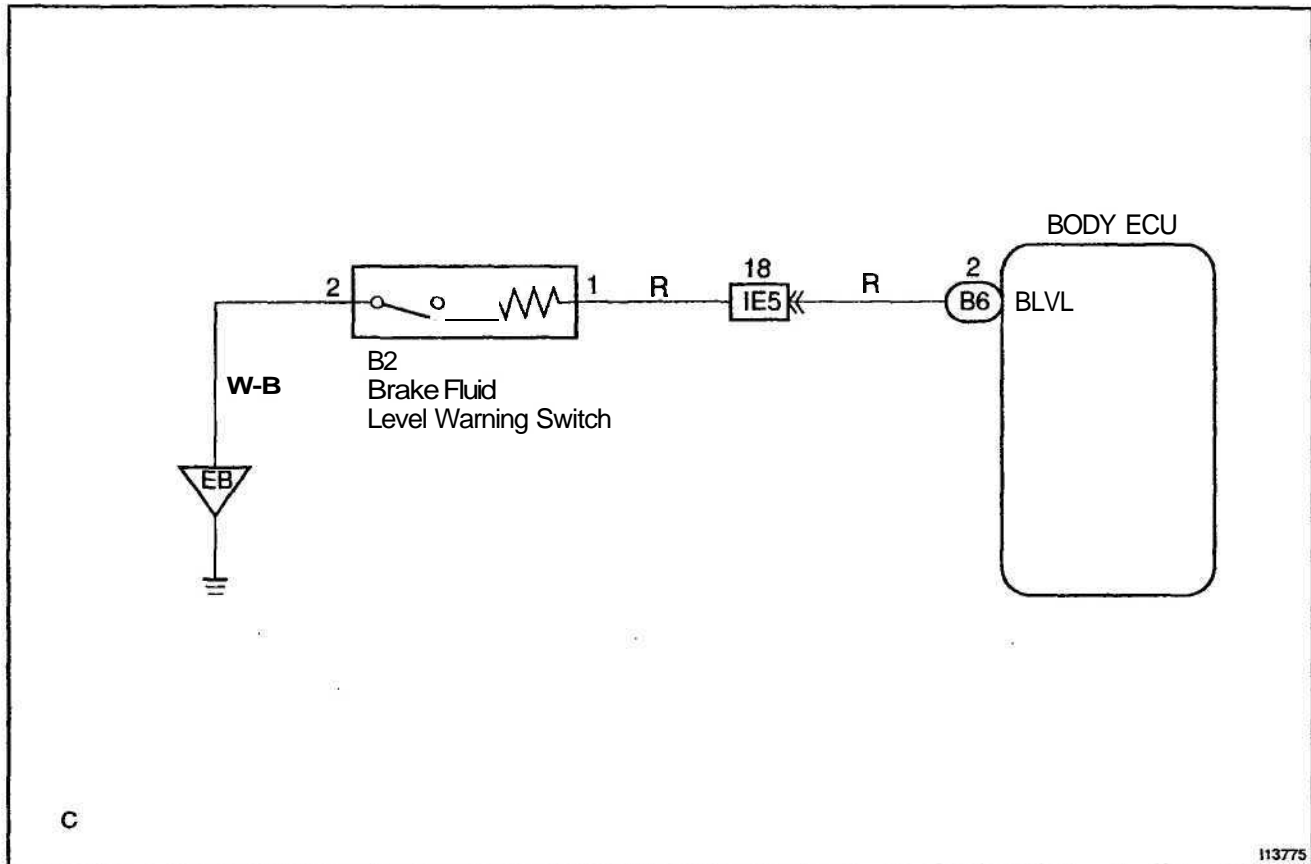 BODY ECU
2
1
R
18
IE5
R
2
B6
BLVL
B2
Brake Fluid
Level Warning Switch
W-B
EB
C
I13775